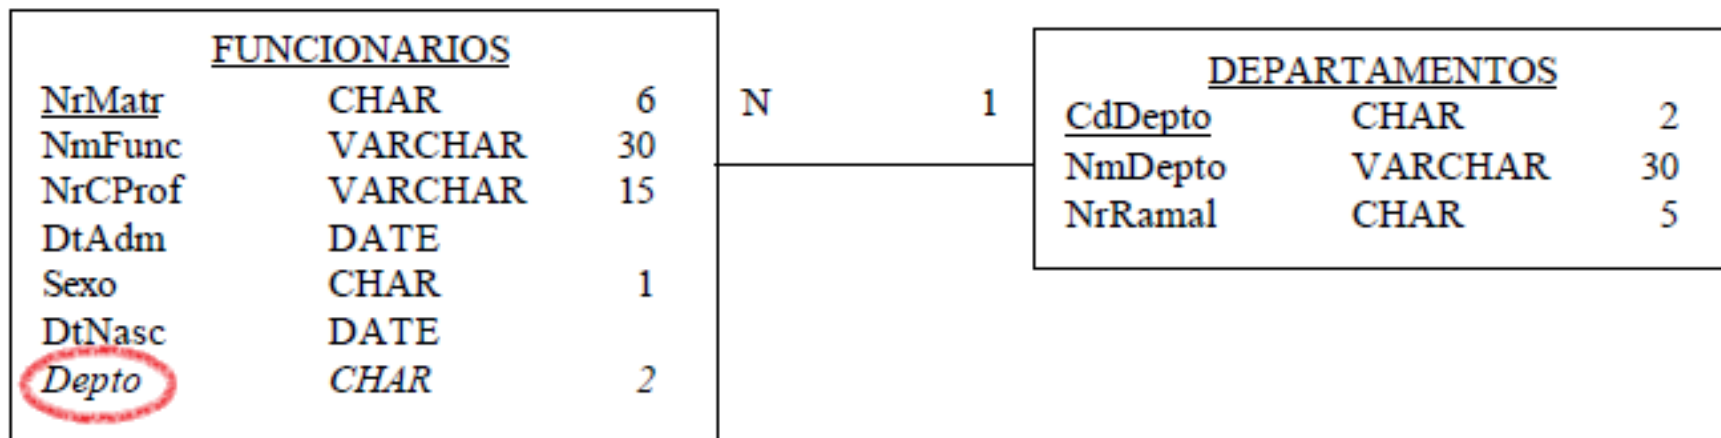 FUNCIONARIOS
NrMatr CHAR 6
NmFunc VARCHAR 30
NrCProf VARCHAR 15
DtAdm DATE
Sexo CHAR 1
DtNasc DATE
Depto CHAR 2
N 1
DEPARTAMENTOS
CdDepto CHAR 2
NmDepto VARCHAR 30
NrRamal CHAR 5